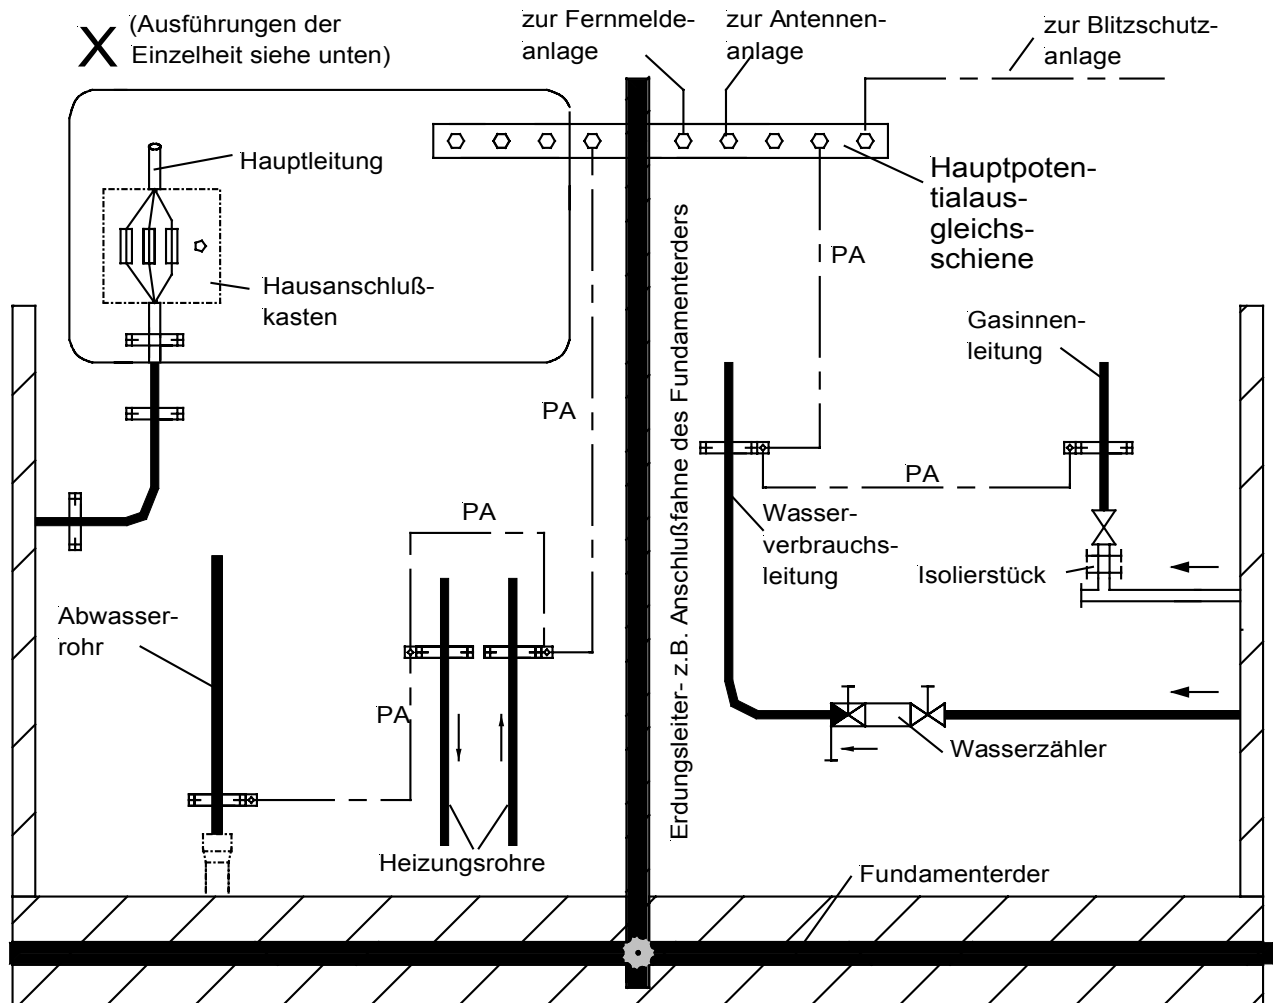 X
(Ausführungen der
Einzelheit siehe unten)
zur Fernmelde-
anlage
zur Antennen-
anlage
zur Blitzschutz-
anlage
Hauptleitung
Hausanschluß-
kasten
Hauptpoten-
tialaus-
gleichs-
schiene
PA
PA
Gasinnen-
leitung
PA
PA
Wasser-
verbrauchs-
leitung
Isolierstück
Abwasser-
rohr
PA
Wasserzähler
Heizungsrohre
Erdungsleiter- z.B. Anschlußfahne des Fundamenterders
Fundamenterder